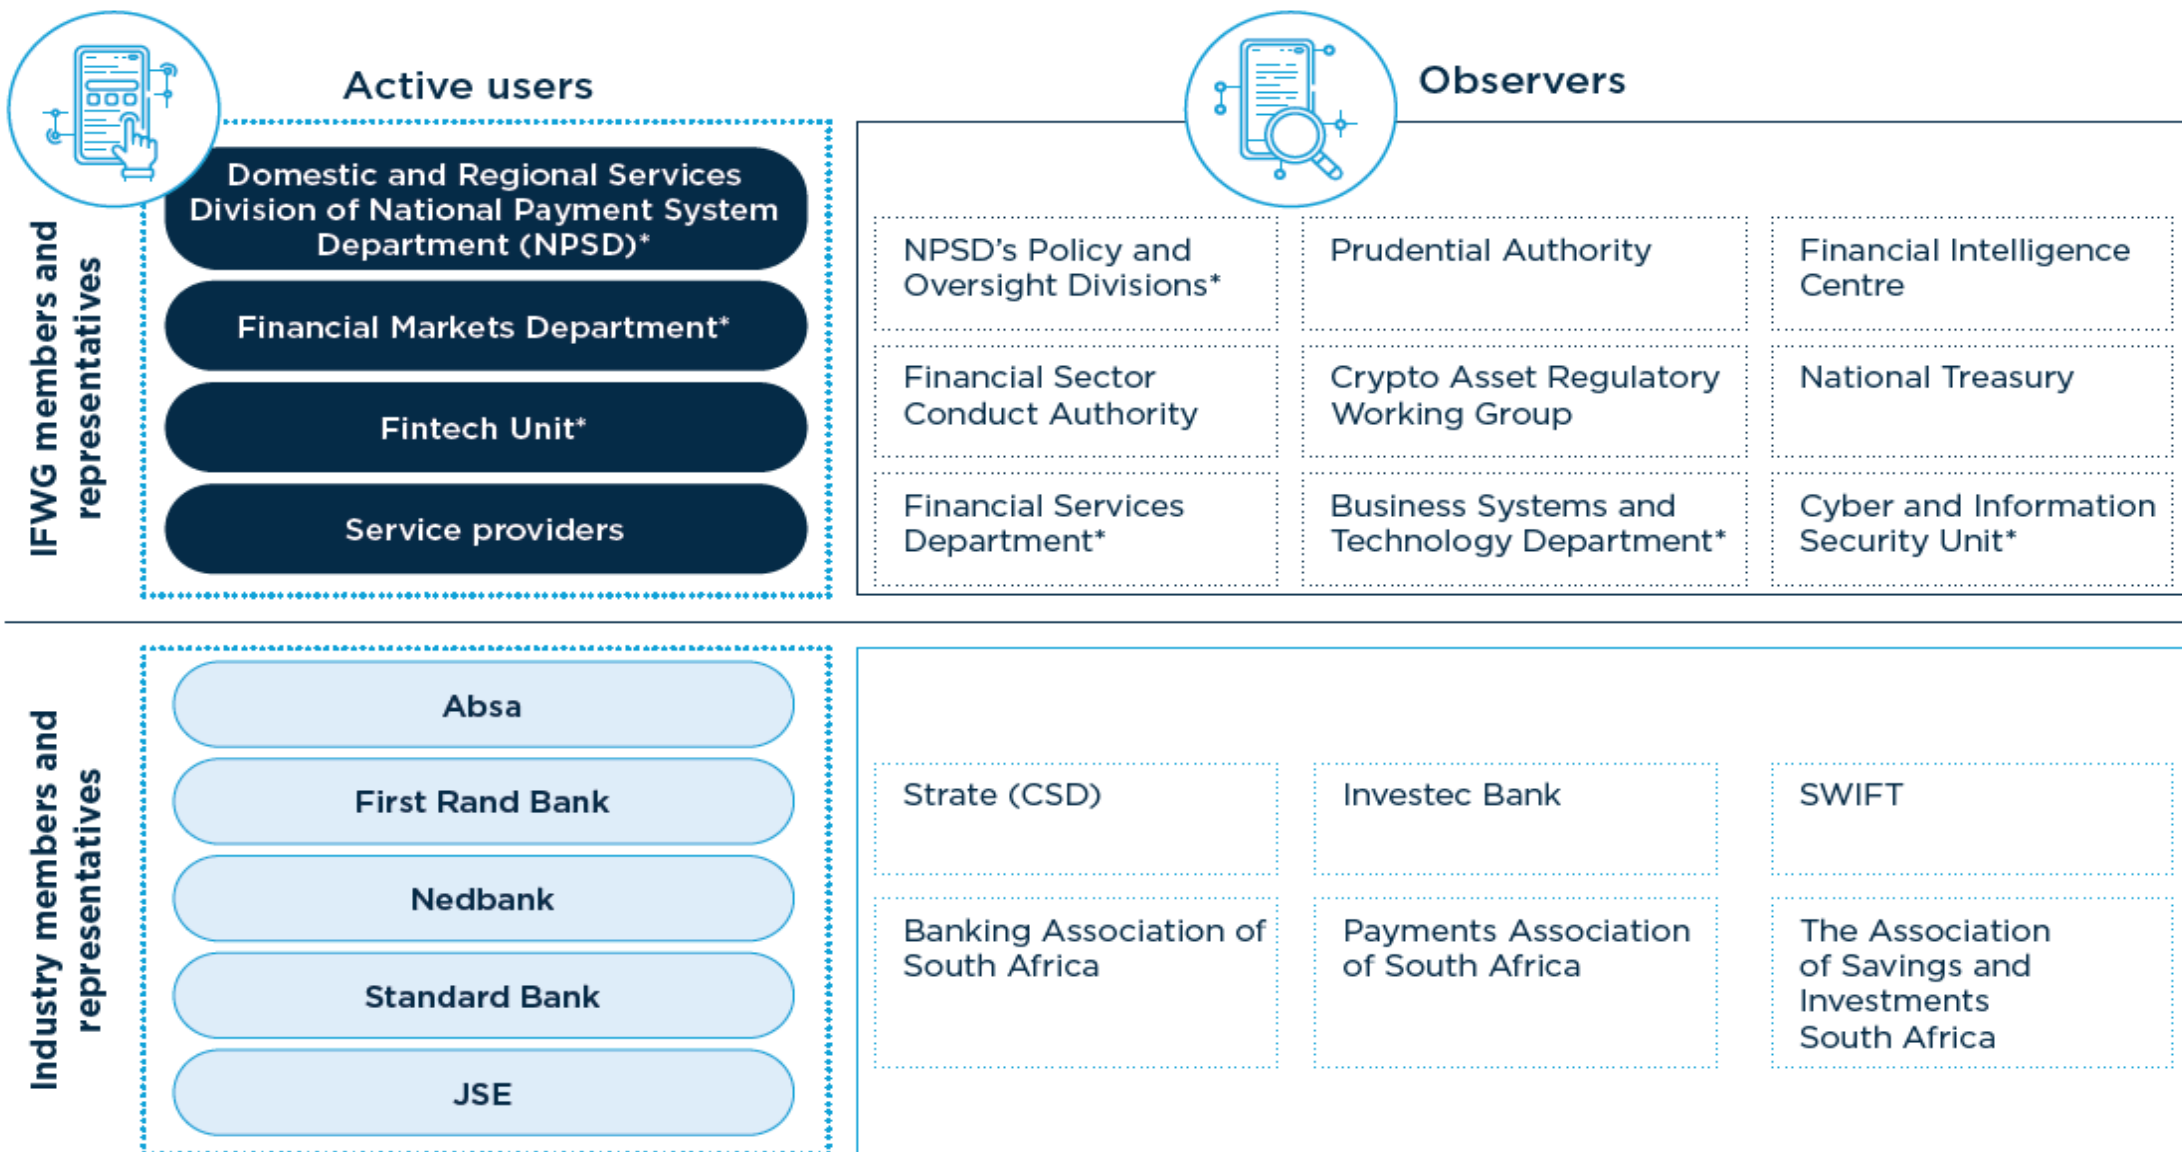 Active users
Observers
IFWG members and
representatives
Domestic and Regional Services
Division of National Payment System
Department (NPSD)*
Financial Markets Department*
Fintech Unit*
Service providers
NPSD’s Policy and
Oversight Divisions*
Prudential Authority
Financial Intelligence
Centre
Financial Sector
Conduct Authority
Crypto Asset Regulatory
Working Group
National Treasury
Financial Services
Department*
Business Systems and
Technology Department*
Cyber and Information
Security Unit*
Industry members and
representatives
Absa
First Rand Bank
Nedbank
Standard Bank
JSE
Strate (CSD)
Investec Bank
SWIFT
Banking Association of
South Africa
Payments Association
of South Africa
The Association
of Savings and
Investments
South Africa